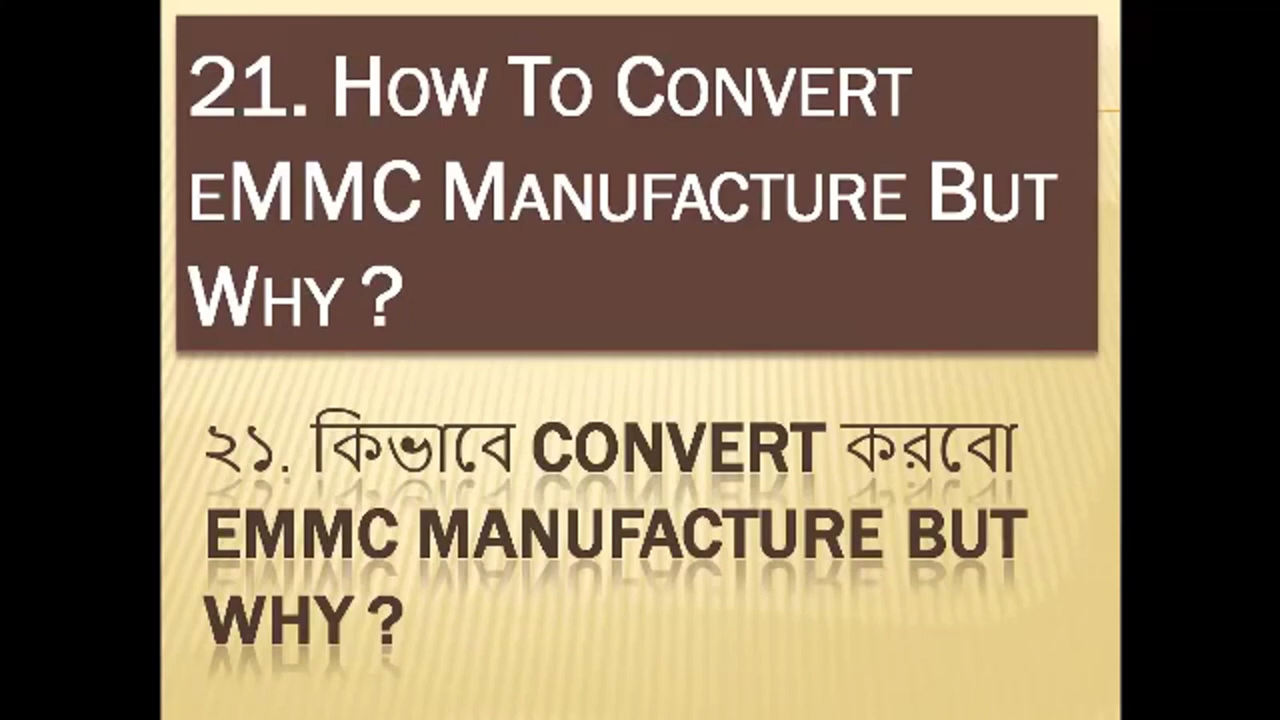 21. How To Convert
eMMC Manufacture But
Why ?
২১. কিভাবে CONVERT করবো
EMMC MANUFACTURE BUT
WHY ?